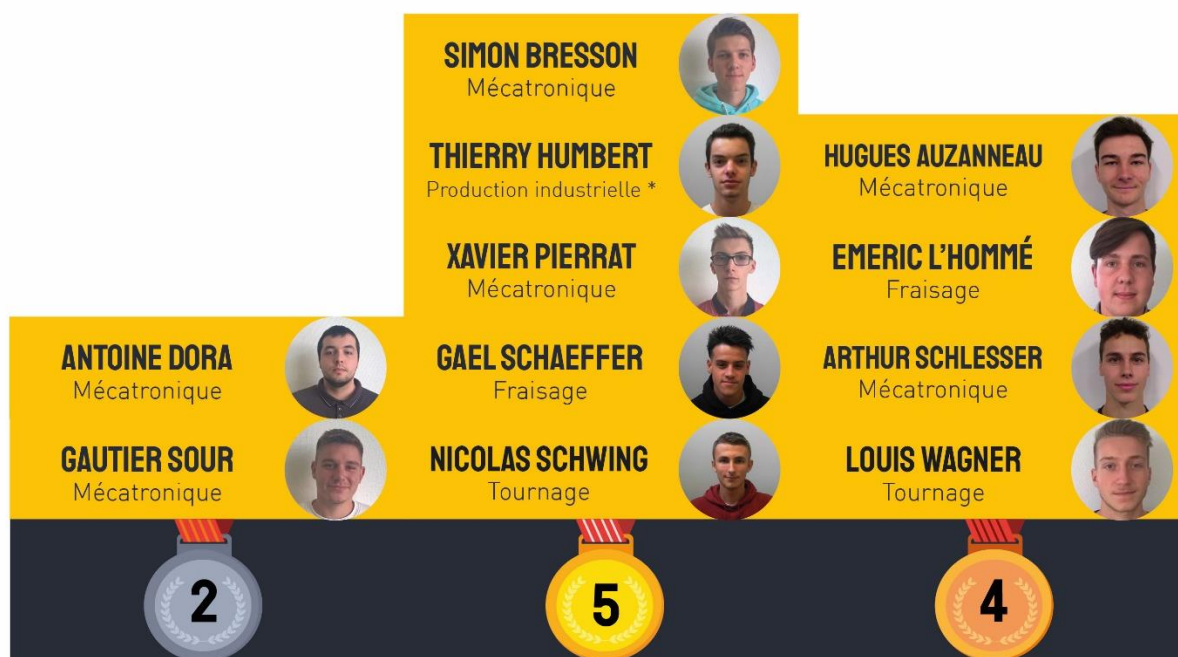 SIMON BRESSON
Mécatronique
THIERRY HUMBERT
Production industrielle *
XAVIER PIERRAT
Mécatronique
GAEL SCHAEFFER
Fraisage
NICOLAS SCHWING
Tournage
HUGUES AUZANNEAU
Mécatronique
EMERIC L'HOMMÉ
Fraisage
ARTHUR SCHLESSER
Mécatronique
LOUIS WAGNER
Tournage
ANTOINE DORA
Mécatronique
GAUTIER SOUR
Mécatronique
2
5
4